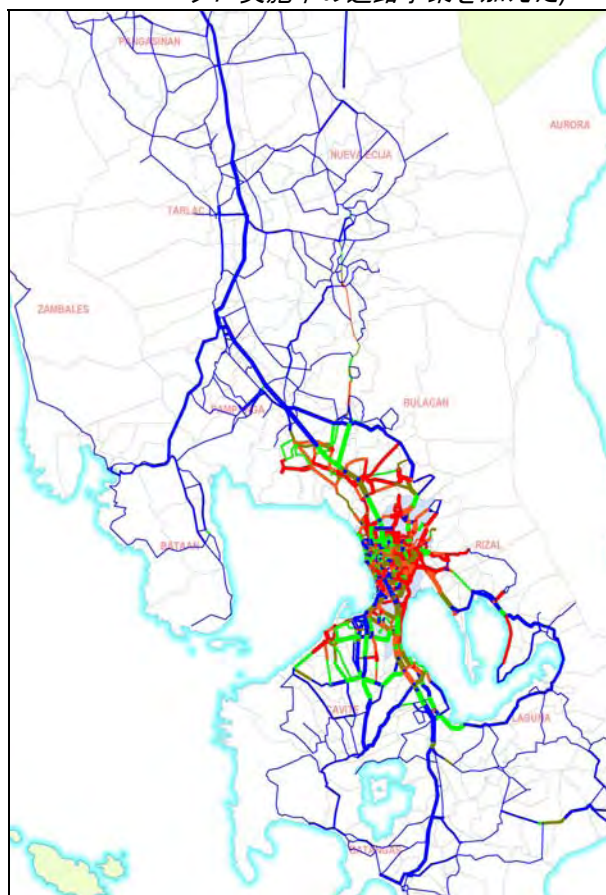 実施中の道路事業を加えた)
PANGASINAN
AURORA
NUEVA ECIJA
TARLAC
ZAMBALES
BULACAN
PAMPANGA
RIZAL
BATAAN
CAVITE
LAGUNA
BATANGAS